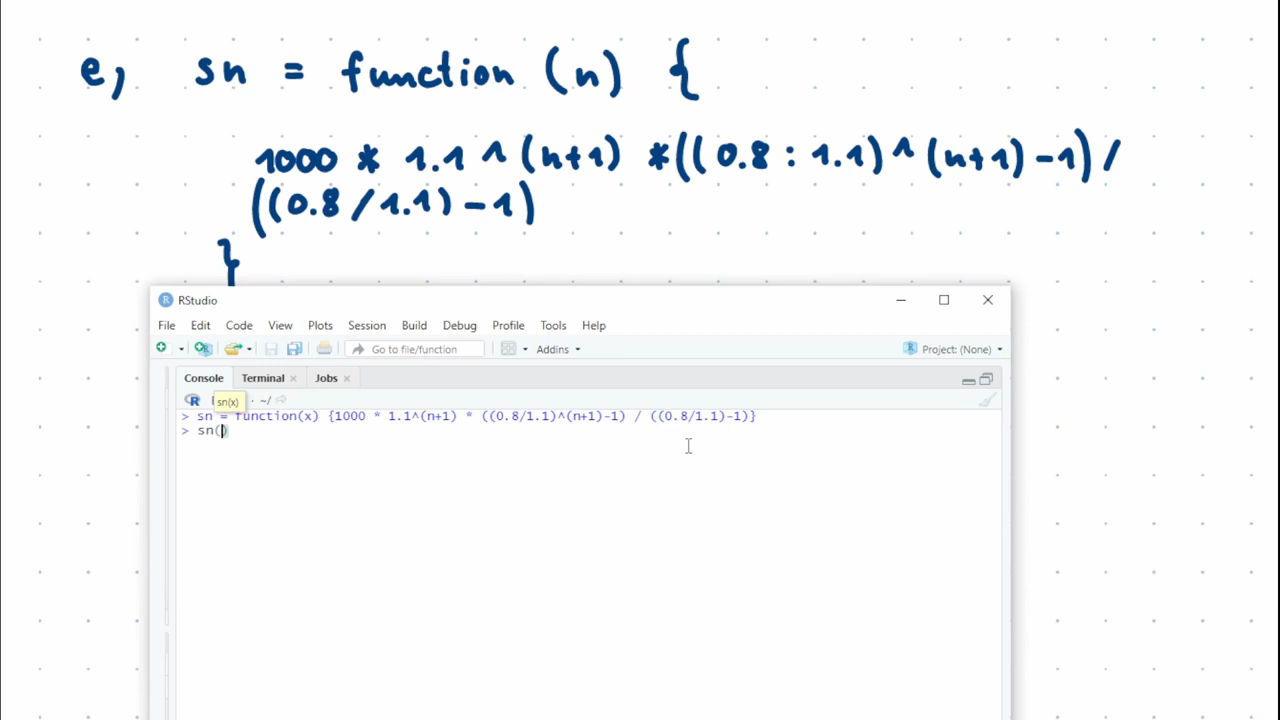 e, sn = function (n) {
1000 * 1.1 ^ (n+1) *((0.8 : 1.1)^(n+1) -1) /
((0.8 / 1.1) -1)
}
RStudio
File Edit Code View Plots Session Build Debug Profile Tools Help
Go to file/function Addins Project: (None)
Console Terminal Jobs
sn(x) · ~/
> sn = function(x) {1000 * 1.1^(n+1) * ((0.8/1.1)^(n+1)-1) / ((0.8/1.1)-1)}
> sn()